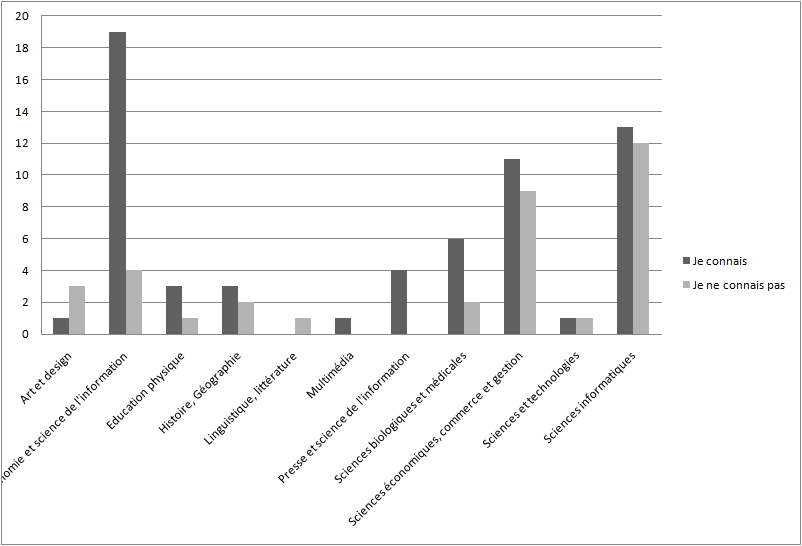 20
18
16
14
12
10
8
6
4
2
0
Art et design
nomie et science de l'information
Education physique
Histoire, Géographie
Linguistique, littérature
Multimédia
Presse et science de l'information
Sciences biologiques et médicales
Sciences économiques, commerce et gestion
Sciences et technologies
Sciences informatiques
Je connais
Je ne connais pas